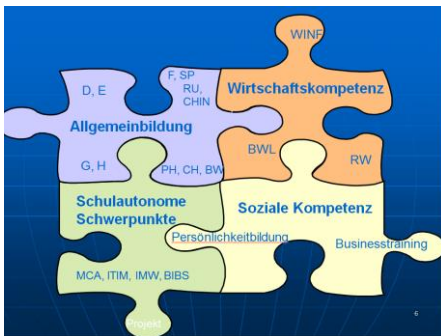 D, E
F, SP
RU,
CHIN
Allgemeinbildung
G, H
PH, CH, BW
WINF
Wirtschaftskompetenz
BWL
RW
Schulautonome
Schwerpunkte
MCA, ITIM, IMW, BIBS
Projekt
Soziale Kompetenz
Persönlichkeitbildung
Businesstraining
6